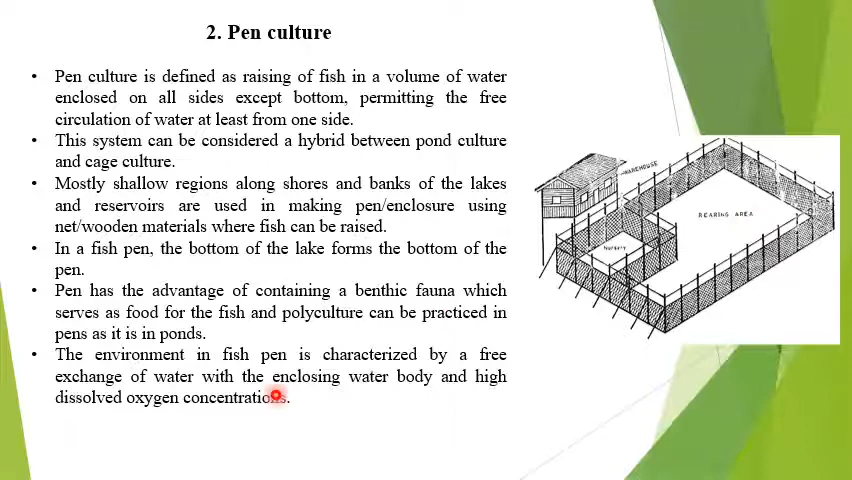 2. Pen culture
• Pen culture is defined as raising of fish in a volume of water
enclosed on all sides except bottom, permitting the free
circulation of water at least from one side.
• This system can be considered a hybrid between pond culture
and cage culture.
• Mostly shallow regions along shores and banks of the lakes
and reservoirs are used in making pen/enclosure using
net/wooden materials where fish can be raised.
• In a fish pen, the bottom of the lake forms the bottom of the
pen.
• Pen has the advantage of containing a benthic fauna which
serves as food for the fish and polyculture can be practiced in
pens as it is in ponds.
• The environment in fish pen is characterized by a free
exchange of water with the enclosing water body and high
dissolved oxygen concentrations.
WAREHOUSE
REARING AREA
NURSERY